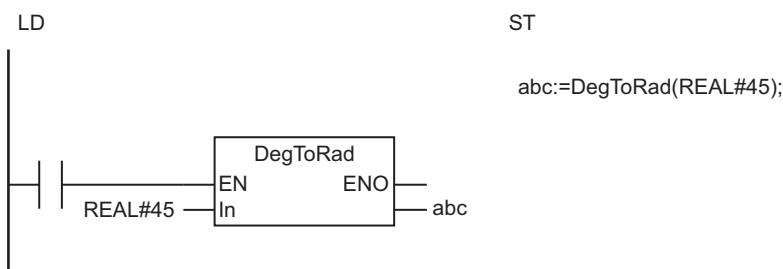 LD
ST
abc:=DegToRad(REAL#45);
DegToRad
EN ENO
REAL#45 In abc